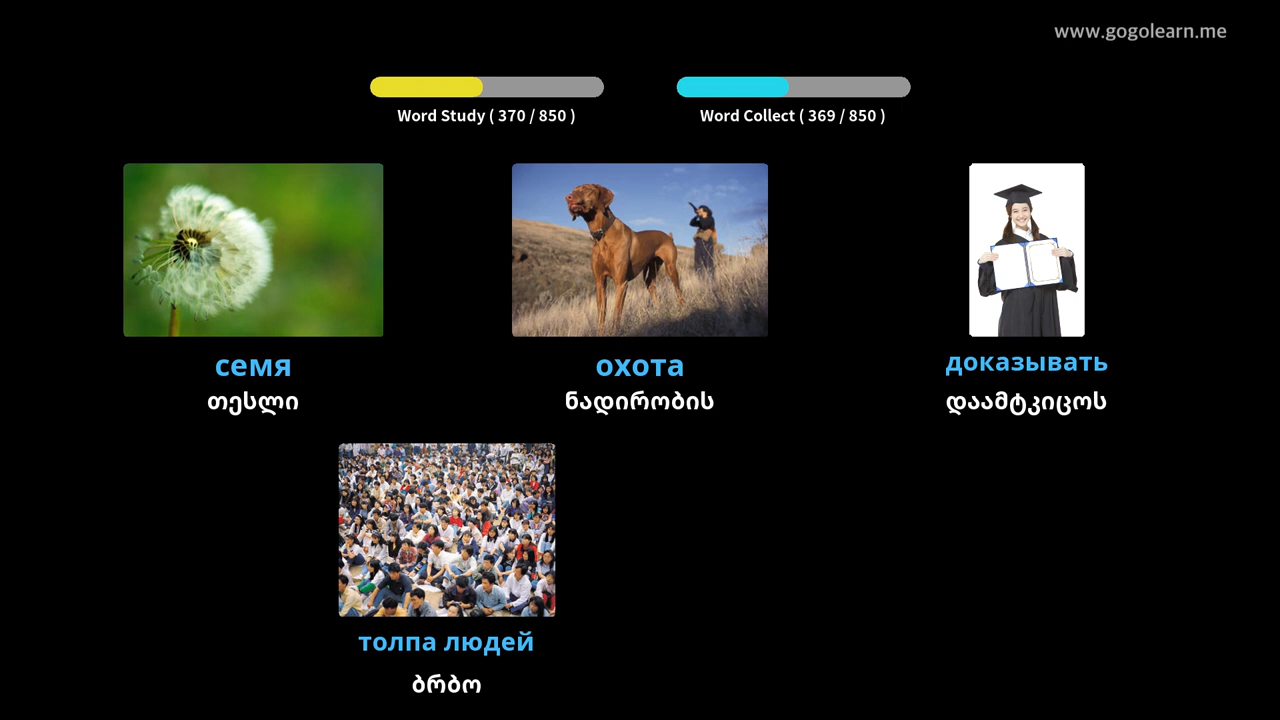 www.gogolearn.me
Word Study ( 370 / 850 )
Word Collect ( 369 / 850 )
семя
თესლი
охота
ნადირობის
доказывать
დაამტკიცოს
толпа людей
ბრბო